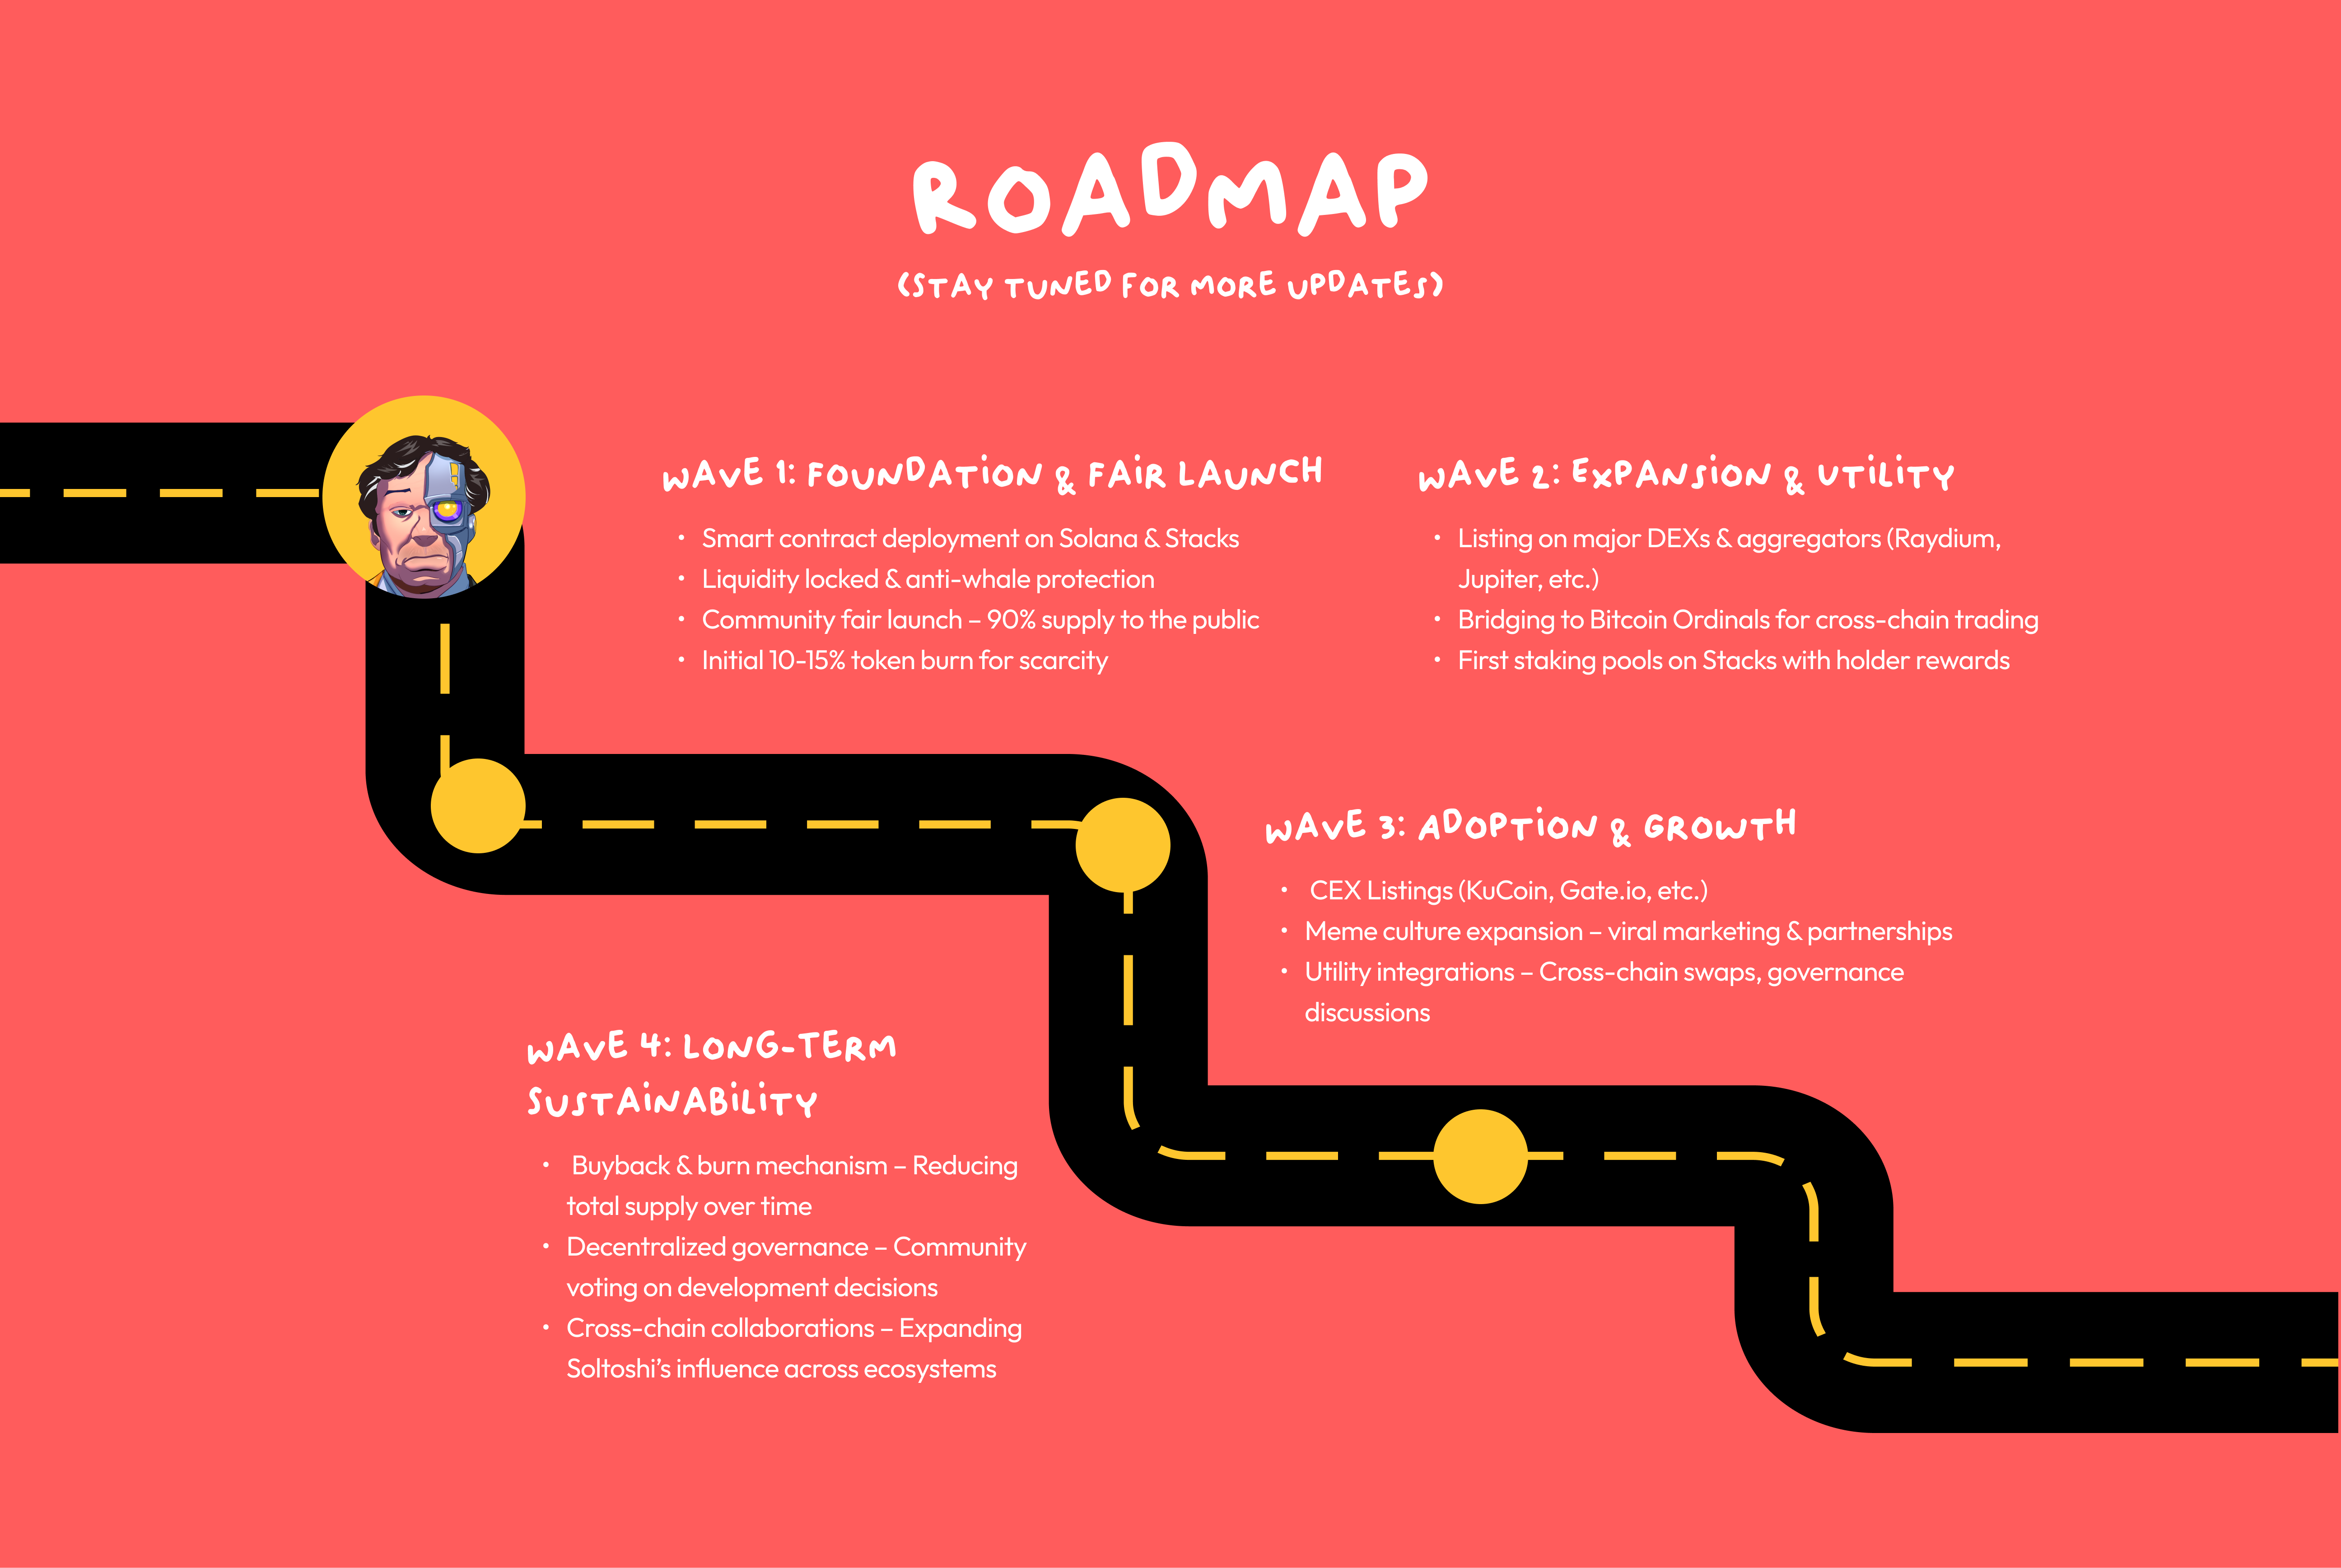 ROADMAP
(STAY TUNED FOR MORE UPDATES)
WAVE 1: FOUNDATION & FAIR LAUNCH
• Smart contract deployment on Solana & Stacks
• Liquidity locked & anti-whale protection
• Community fair launch – 90% supply to the public
• Initial 10-15% token burn for scarcity
WAVE 2: EXPANSION & UTILITY
• Listing on major DEXs & aggregators (Raydium,
Jupiter, etc.)
• Bridging to Bitcoin Ordinals for cross-chain trading
• First staking pools on Stacks with holder rewards
WAVE 3: ADOPTION & GROWTH
• CEX Listings (KuCoin, Gate.io, etc.)
• Meme culture expansion – viral marketing & partnerships
• Utility integrations – Cross-chain swaps, governance
discussions
WAVE 4: LONG-TERM
SUSTAINABILITY
• Buyback & burn mechanism – Reducing
total supply over time
• Decentralized governance – Community
voting on development decisions
• Cross-chain collaborations – Expanding
Soltoshi's influence across ecosystems